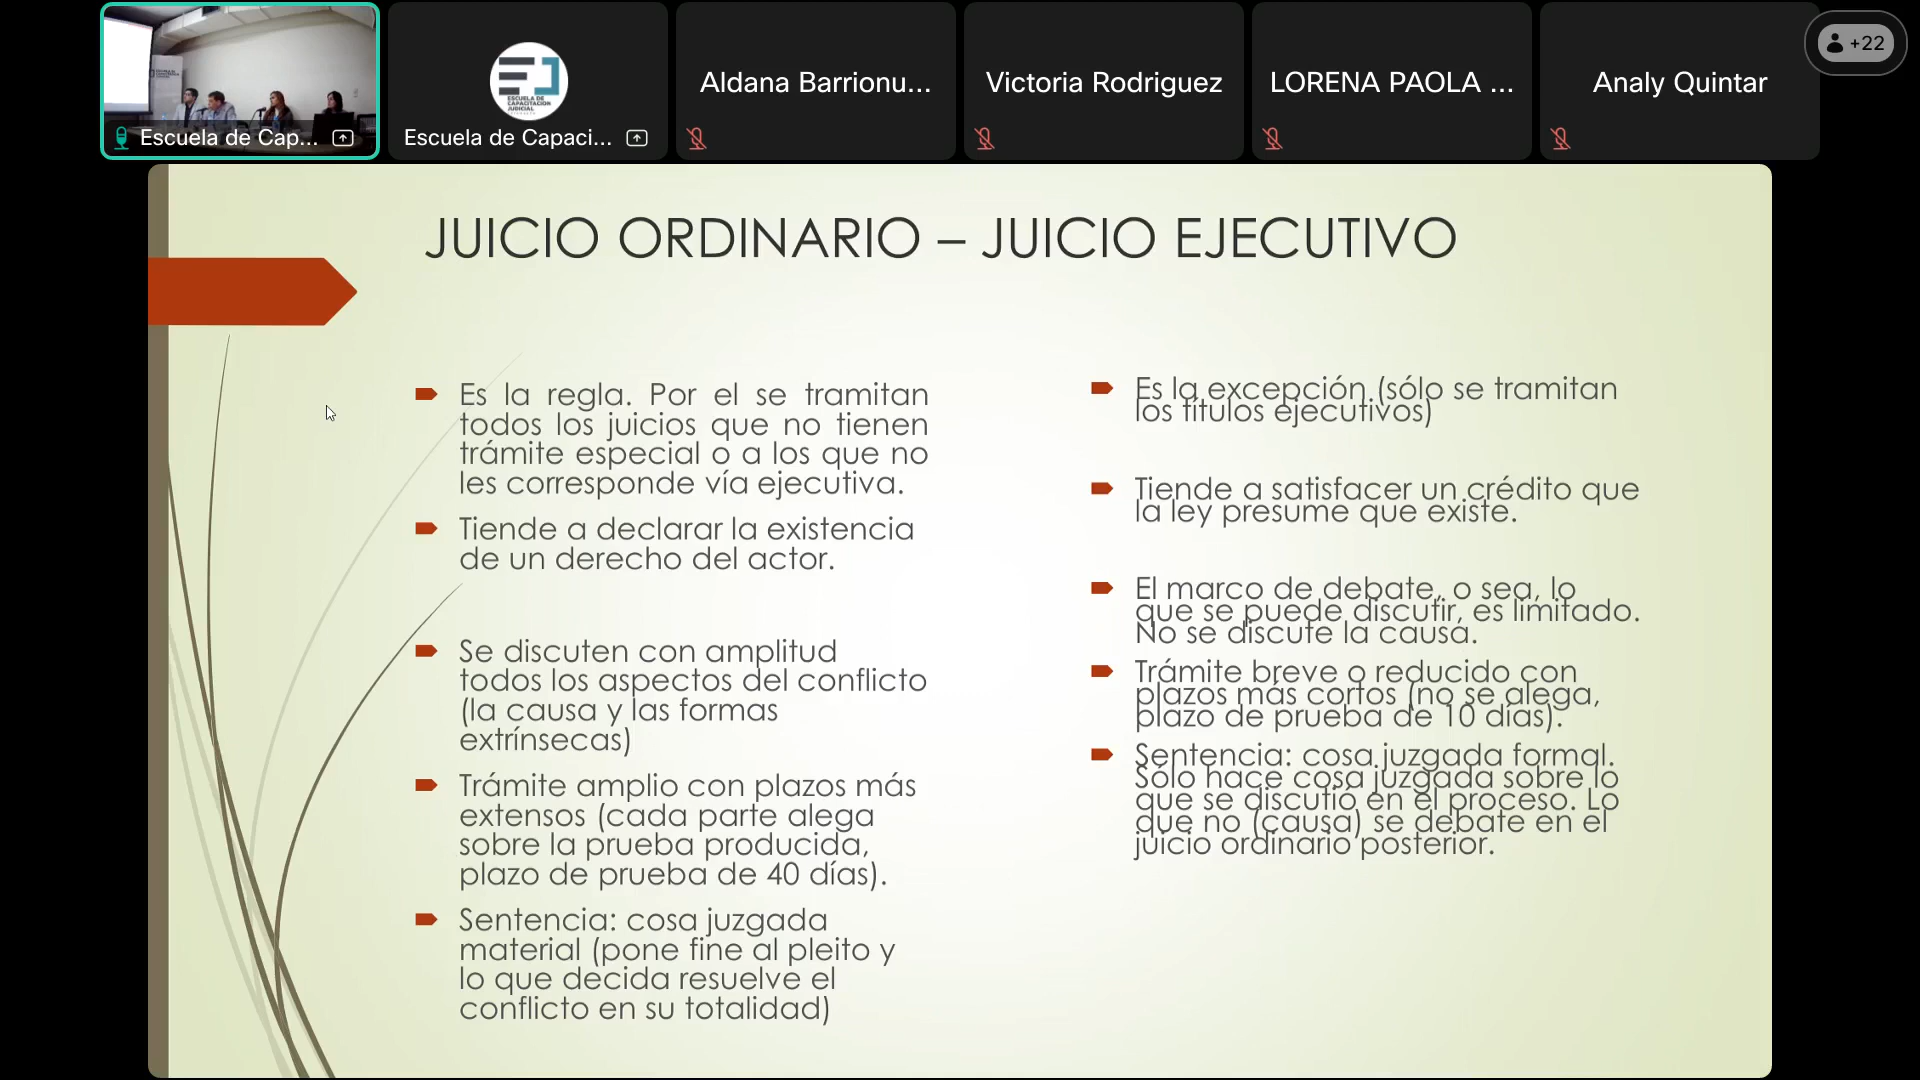 Escuela de Cap...
ESCUELA DE
CAPACITACION
JUDICIAL
Escuela de Capaci...
Aldana Barrionu...
Victoria Rodriguez
LORENA PAOLA ...
Analy Quintar
+22
JUICIO ORDINARIO – JUICIO EJECUTIVO
Es la regla. Por el se tramitan
todos los juicios que no tienen
trámite especial o a los que no
les corresponde vía ejecutiva.
Tiende a declarar la existencia
de un derecho del actor.
Se discuten con amplitud
todos los aspectos del conflicto
(la causa y las formas
extrínsecas)
Trámite amplio con plazos más
extensos (cada parte alega
sobre la prueba producida,
plazo de prueba de 40 días).
Sentencia: cosa juzgada
material (pone fine al pleito y
lo que decida resuelve el
conflicto en su totalidad)
Es la excepción (sólo se tramitan
los títulos ejecutivos)
Tiende a satisfacer un crédito que
la ley presume que existe.
El marco de debate, o sea, lo
que se puede discutir, es limitado.
No se discute la causa.
Trámite breve o reducido con
plazos más cortos (no se alega,
plazo de prueba de 10 días).
Sentencia: cosa juzgada formal.
Sólo hace cosa juzgada sobre lo
que se discutió en el proceso. Lo
que no (causa) se debate en el
juicio ordinario posterior.